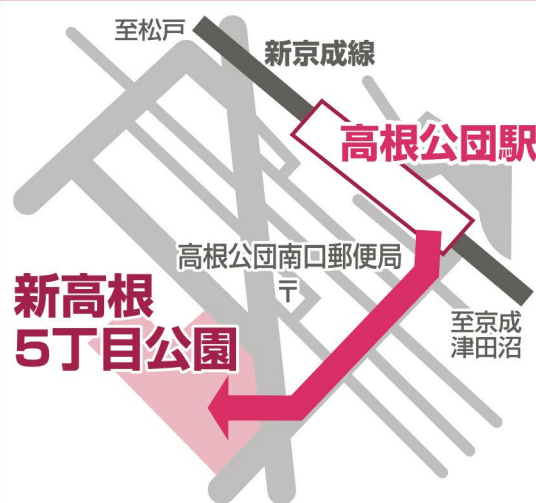 至松戸
新京成線
高根公団駅
高根公団南口郵便局
〒
新高根
5丁目公園
至京成
津田沼